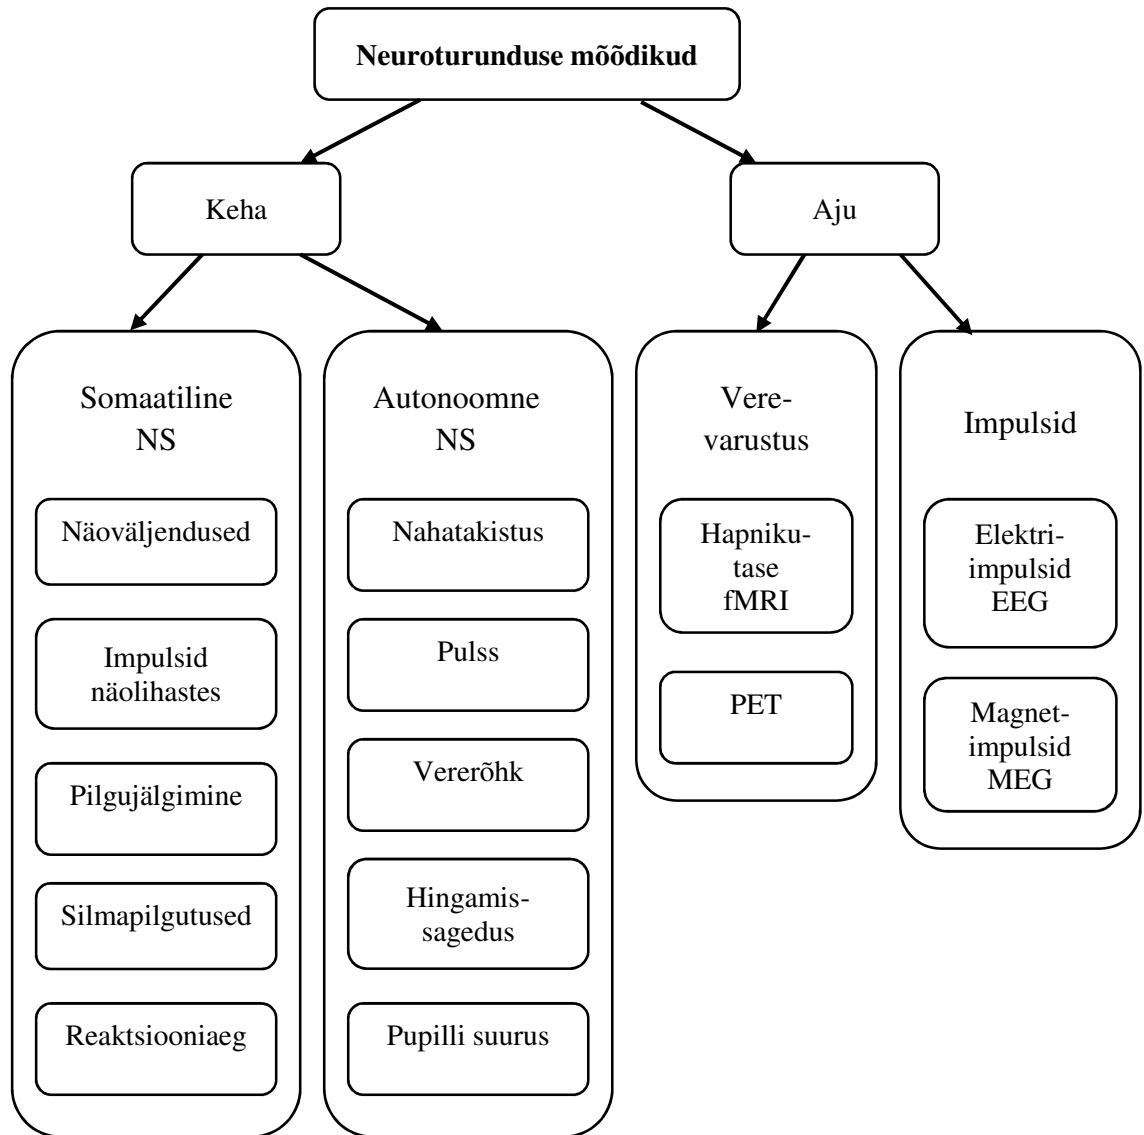 Neuroturunduse mõõdikud
Keha
Aju
Somaatiline
NS
Näoväljendused
Impulsid
näolihastes
Pilgujälgimine
Silmapilgutused
Reaktsiooniaeg
Autonoomne
NS
Nahatakistus
Pulss
Vererõhk
Hingamis-
sagedus
Pupilli suurus
Vere-
varustus
Hapniku-
tase
fMRI
PET
Impulsid
Elektri-
impulsid
EEG
Magnet-
impulsid
MEG